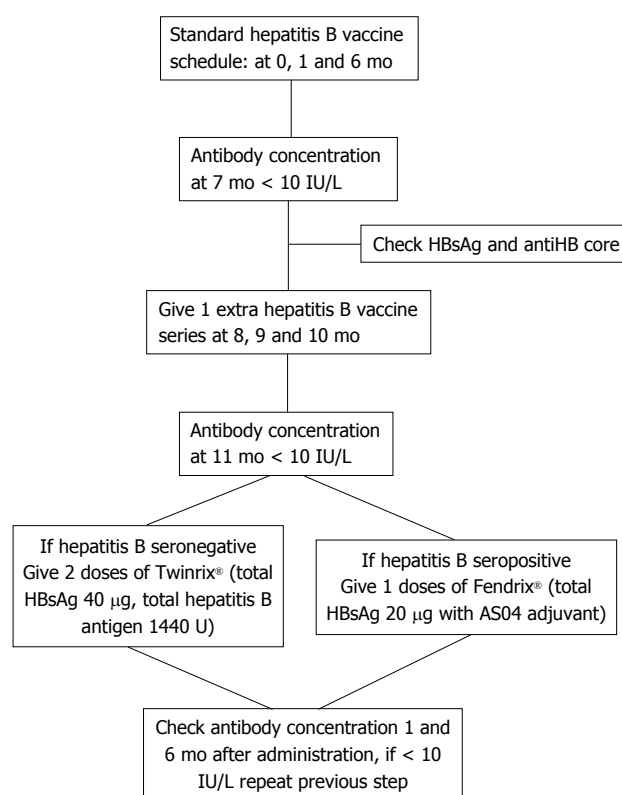 Standard hepatitis B vaccine
schedule: at 0, 1 and 6 mo
Antibody concentration
at 7 mo < 10 IU/L
Check HBsAg and antiHB core
Give 1 extra hepatitis B vaccine
series at 8, 9 and 10 mo
Antibody concentration
at 11 mo < 10 IU/L
If hepatitis B seronegative
Give 2 doses of Twinrix® (total
HBsAg 40 μg, total hepatitis B
antigen 1440 U)
If hepatitis B seropositive
Give 1 doses of Fendrix® (total
HBsAg 20 μg with AS04 adjuvant)
Check antibody concentration 1 and
6 mo after administration, if < 10
IU/L repeat previous step